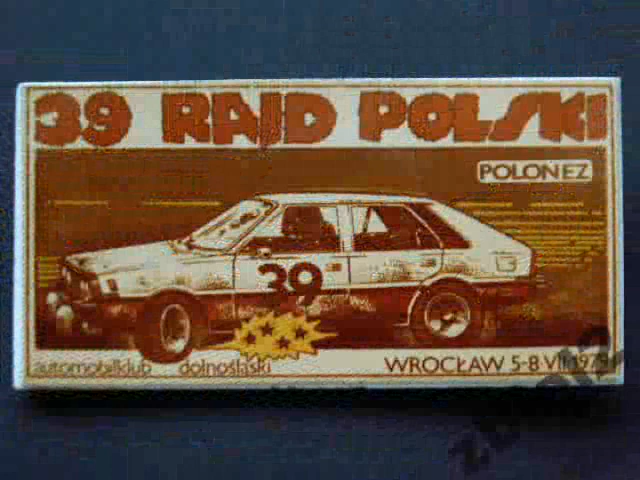 39 RAJD POLSKI
POLONEZ
39
automobilklub dolnośląski
WROCŁAW 5-8 VII 1979